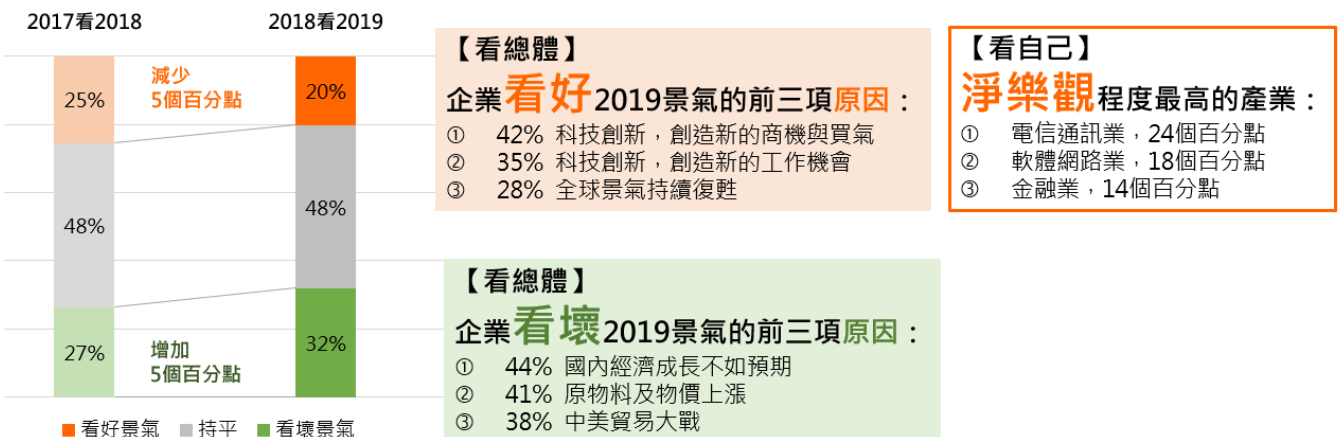 2017看2018
2018看2019
25%
減少
5個百分點
20%
48%
48%
27%
增加
5個百分點
32%
■ 看好景氣 ■ 持平 ■ 看壞景氣
【看總體】
企業看好2019景氣的前三項原因：
① 42% 科技創新，創造新的商機與買氣
② 35% 科技創新，創造新的工作機會
③ 28% 全球景氣持續復甦
【看自己】
淨樂觀程度最高的產業：
① 電信通訊業，24個百分點
② 軟體網路業，18個百分點
③ 金融業，14個百分點
【看總體】
企業看壞2019景氣的前三項原因：
① 44% 國內經濟成長不如預期
② 41% 原物料及物價上漲
③ 38% 中美貿易大戰